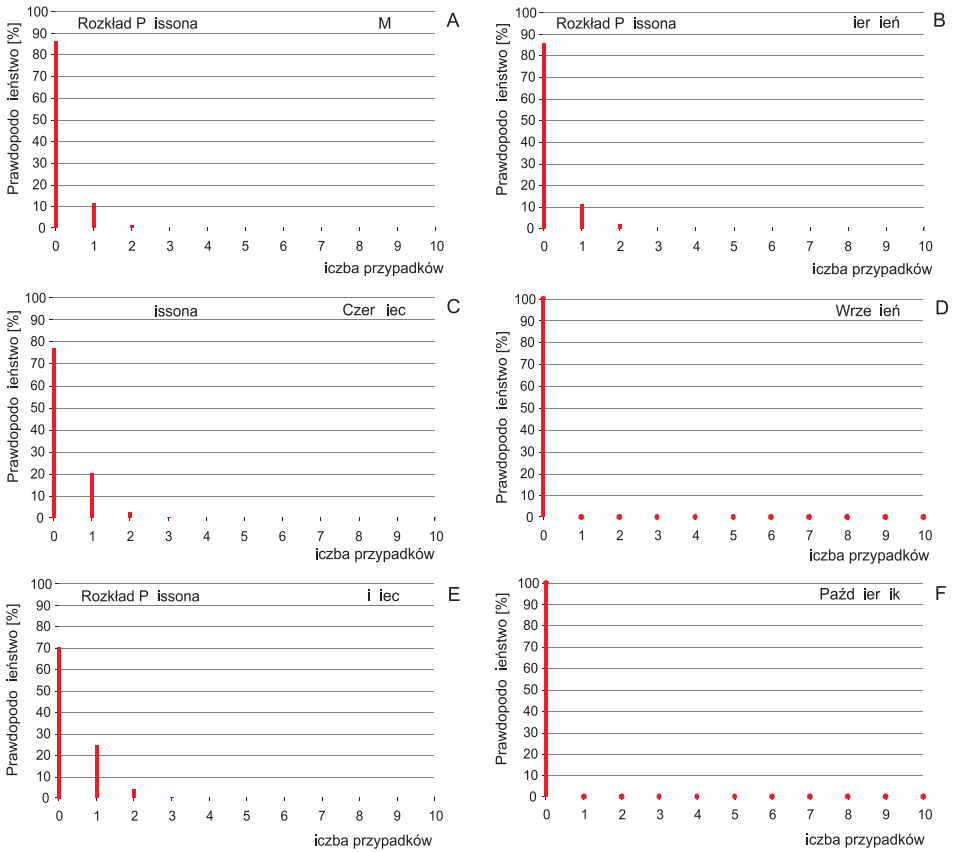 Rozkład P issona M A
Prawdopodo ieństwo [%]
100
90
80
70
60
50
40
30
20
10
0
0 1 2 3 4 5 6 7 8 9 10
iczba przypadków
Rozkład P issona ier ień B
Prawdopodo ieństwo [%]
100
90
80
70
60
50
40
30
20
10
0
0 1 2 3 4 5 6 7 8 9 10
iczba przypadków
issona Czer iec C
Prawdopodo ieństwo [%]
100
90
80
70
60
50
40
30
20
10
0
0 1 2 3 4 5 6 7 8 9 10
iczba przypadków
Wrze ień D
Prawdopodo ieństwo [%]
100
90
80
70
60
50
40
30
20
10
0
0 1 2 3 4 5 6 7 8 9 10
iczba przypadków
Rozkład P issona i iec E
Prawdopodo ieństwo [%]
100
90
80
70
60
50
40
30
20
10
0
0 1 2 3 4 5 6 7 8 9 10
iczba przypadków
Paźd ier ik F
Prawdopodo ieństwo [%]
100
90
80
70
60
50
40
30
20
10
0
0 1 2 3 4 5 6 7 8 9 10
iczba przypadków